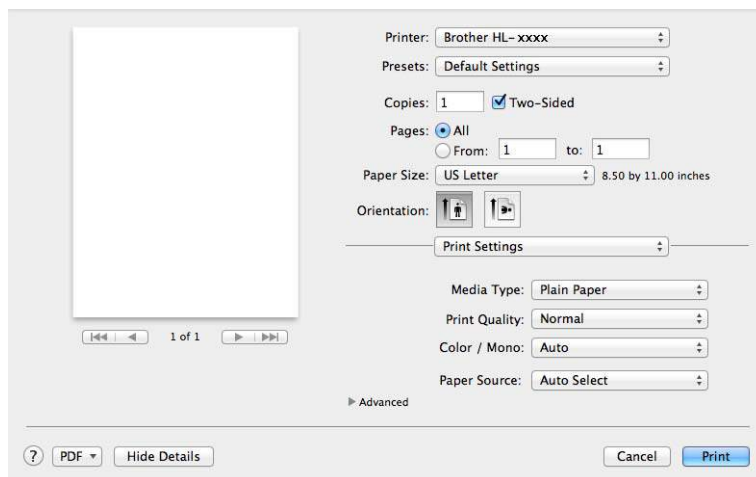 Printer: Brother HL-xxxx
Presets: Default Settings
Copies: 1 Two-Sided
Pages: All
From: 1 to: 1
Paper Size: US Letter 8.50 by 11.00 inches
Orientation:
Print Settings
Media Type: Plain Paper
Print Quality: Normal
1 of 1
Color / Mono: Auto
Paper Source: Auto Select
Advanced
? PDF Hide Details Cancel Print